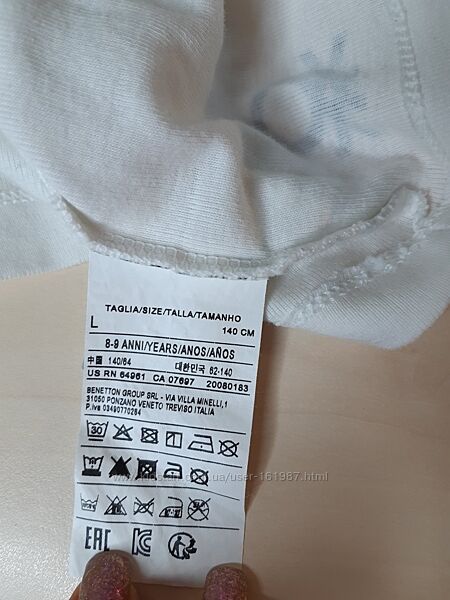 TAGLIA/SIZE/TALLA/TAMANHO
L 140 CM
8-9 ANNI/YEARS/ANOS/AÑOS
中國 140/64 대한민국 62-140
US RN 64961 CA 07697 20080183
BENETTON GROUP SRL - VIA VILLA MINELLI,1
31050 PONZANO VENETO TREVISO ITALIA
P.iva 03490770264
30
EAC